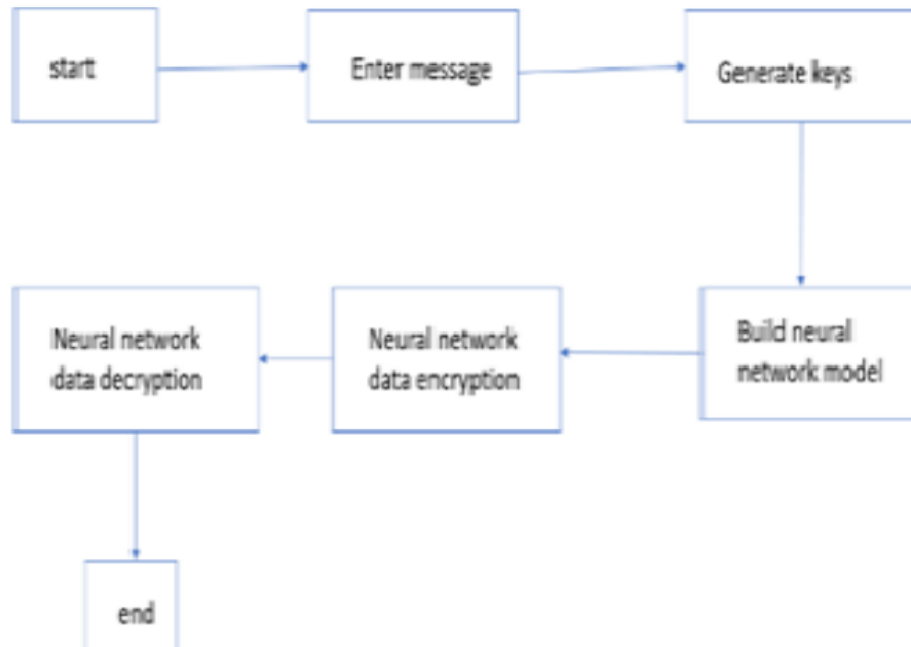 start
Enter message
Generate keys
Build neural
network model
Neural network
data encryption
Neural network
data decryption
end